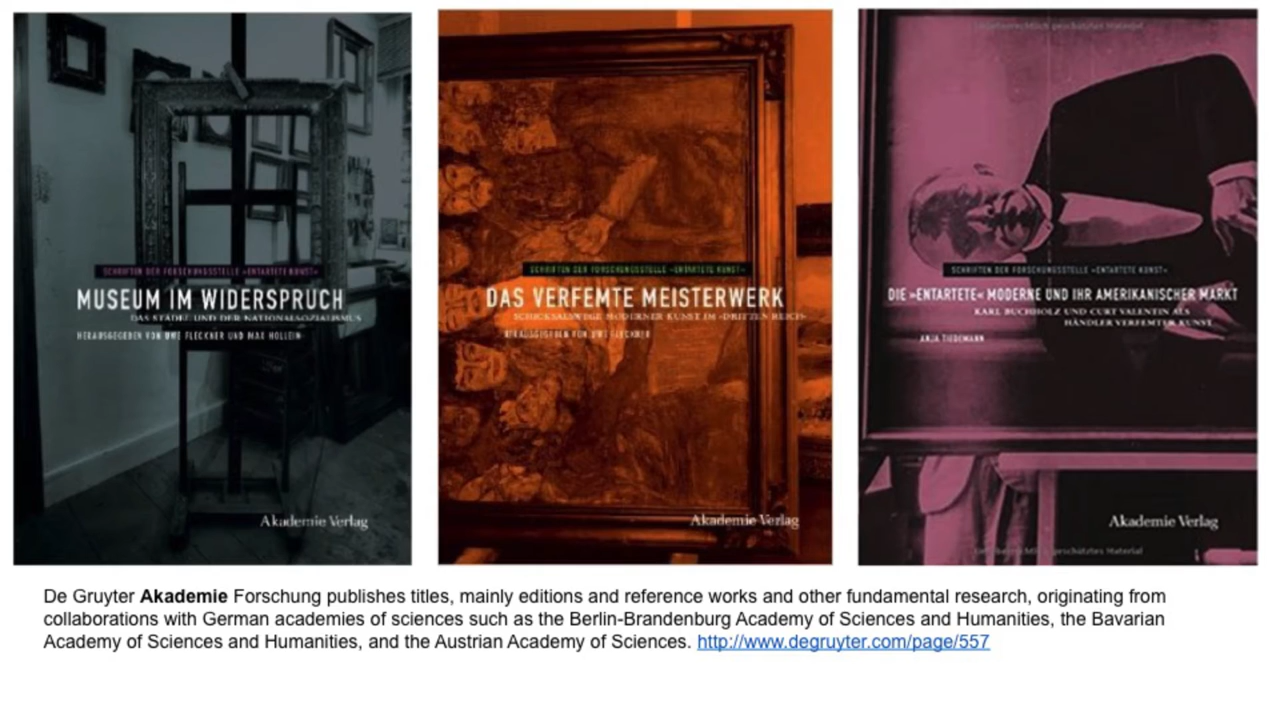 SCHRIFTEN DER FORSCHUNGSSTELLE »ENTARTETE KUNST«
MUSEUM IM WIDERSPRUCH
DAS STÄDEL UND DER NATIONALSOZIALISMUS
HERAUSGEGEBEN VON UWE FLECKNER UND MAX HOLLEIN
Akademie Verlag
SCHRIFTEN DER FORSCHUNGSSTELLE »ENTARTETE KUNST«
DAS VERFEMTE MEISTERWERK
SCHICKSALSWEGE MODERNER KUNST IM »DRITTEN REICH«
HERAUSGEGEBEN VON UWE FLECKNER
Akademie Verlag
Urheberrechtlich geschütztes Material
SCHRIFTEN DER FORSCHUNGSSTELLE »ENTARTETE KUNST«
DIE »ENTARTETE« MODERNE UND IHR AMERIKANISCHER MARKT
KARL BUCHHOLZ UND CURT VALENTIN ALS
HÄNDLER VERFEMTER KUNST
ANJA TIEDEMANN
Akademie Verlag
Urheberrechtlich geschütztes Material
De Gruyter Akademie Forschung publishes titles, mainly editions and reference works and other fundamental research, originating from
collaborations with German academies of sciences such as the Berlin-Brandenburg Academy of Sciences and Humanities, the Bavarian
Academy of Sciences and Humanities, and the Austrian Academy of Sciences. http://www.degruyter.com/page/557